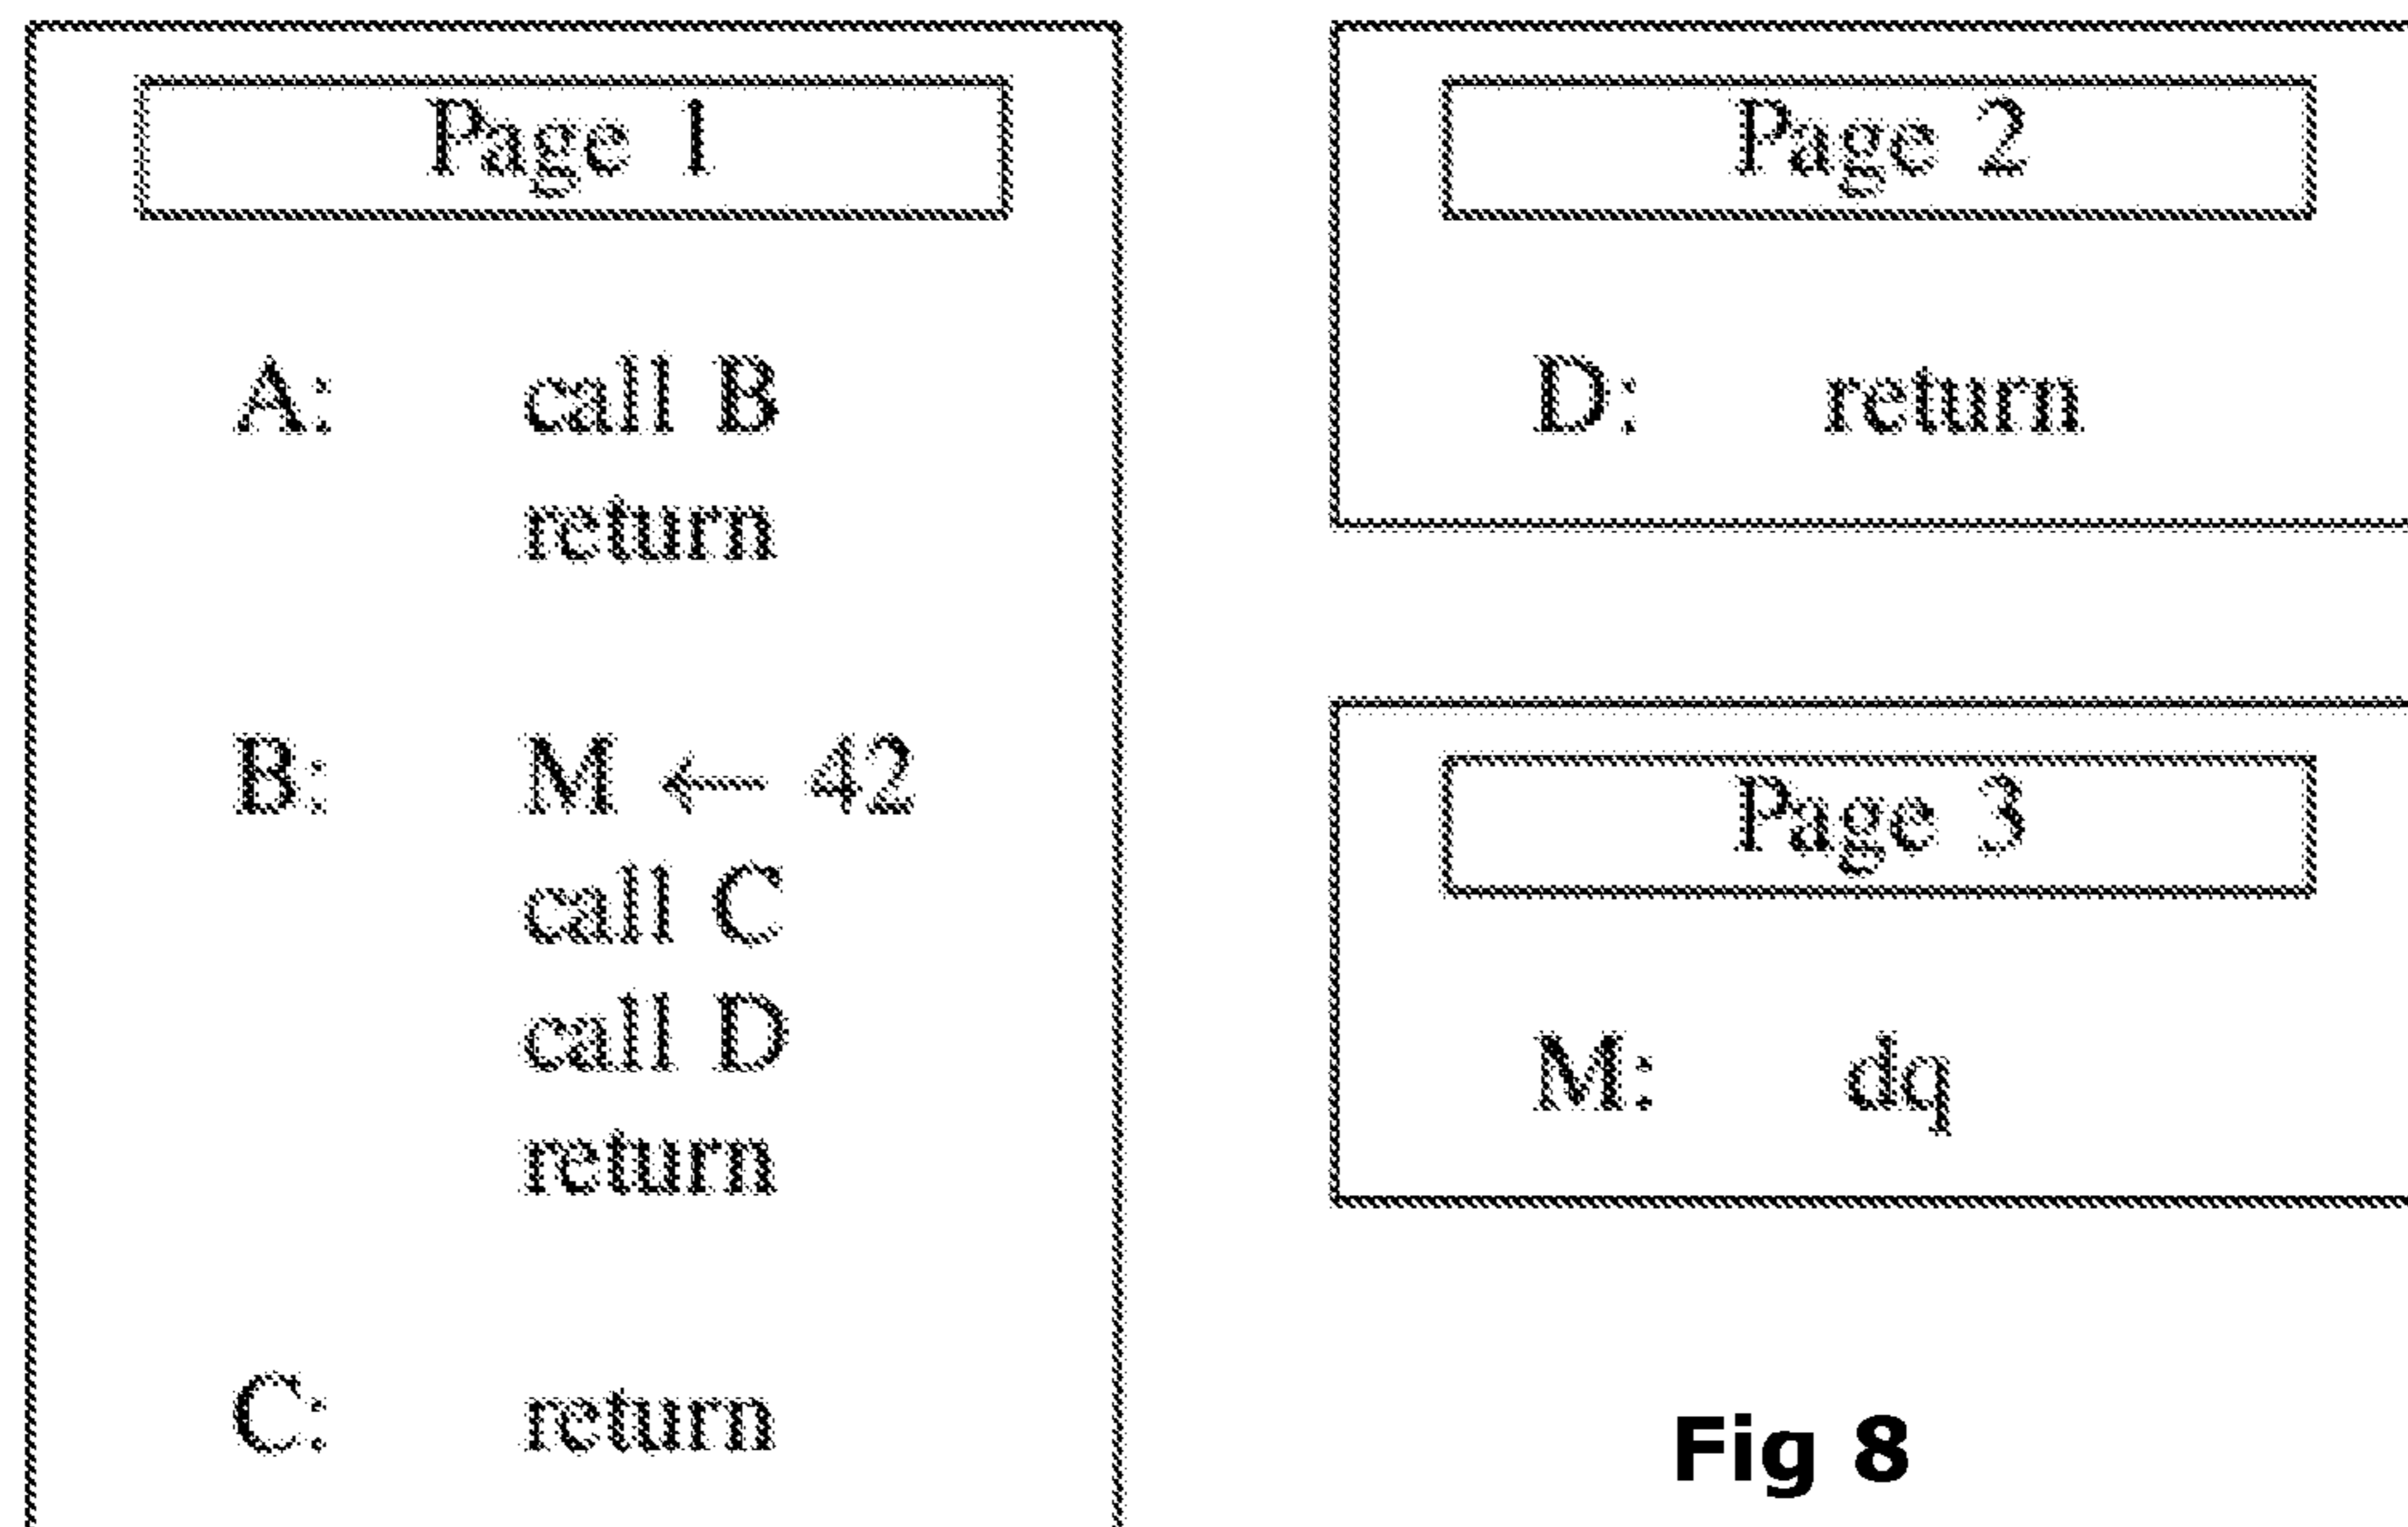 Page 1
A: call B
return
B: M ← 42
call C
call D
return
C: return
Page 2
D: return
Page 3
M: dq
Fig 8